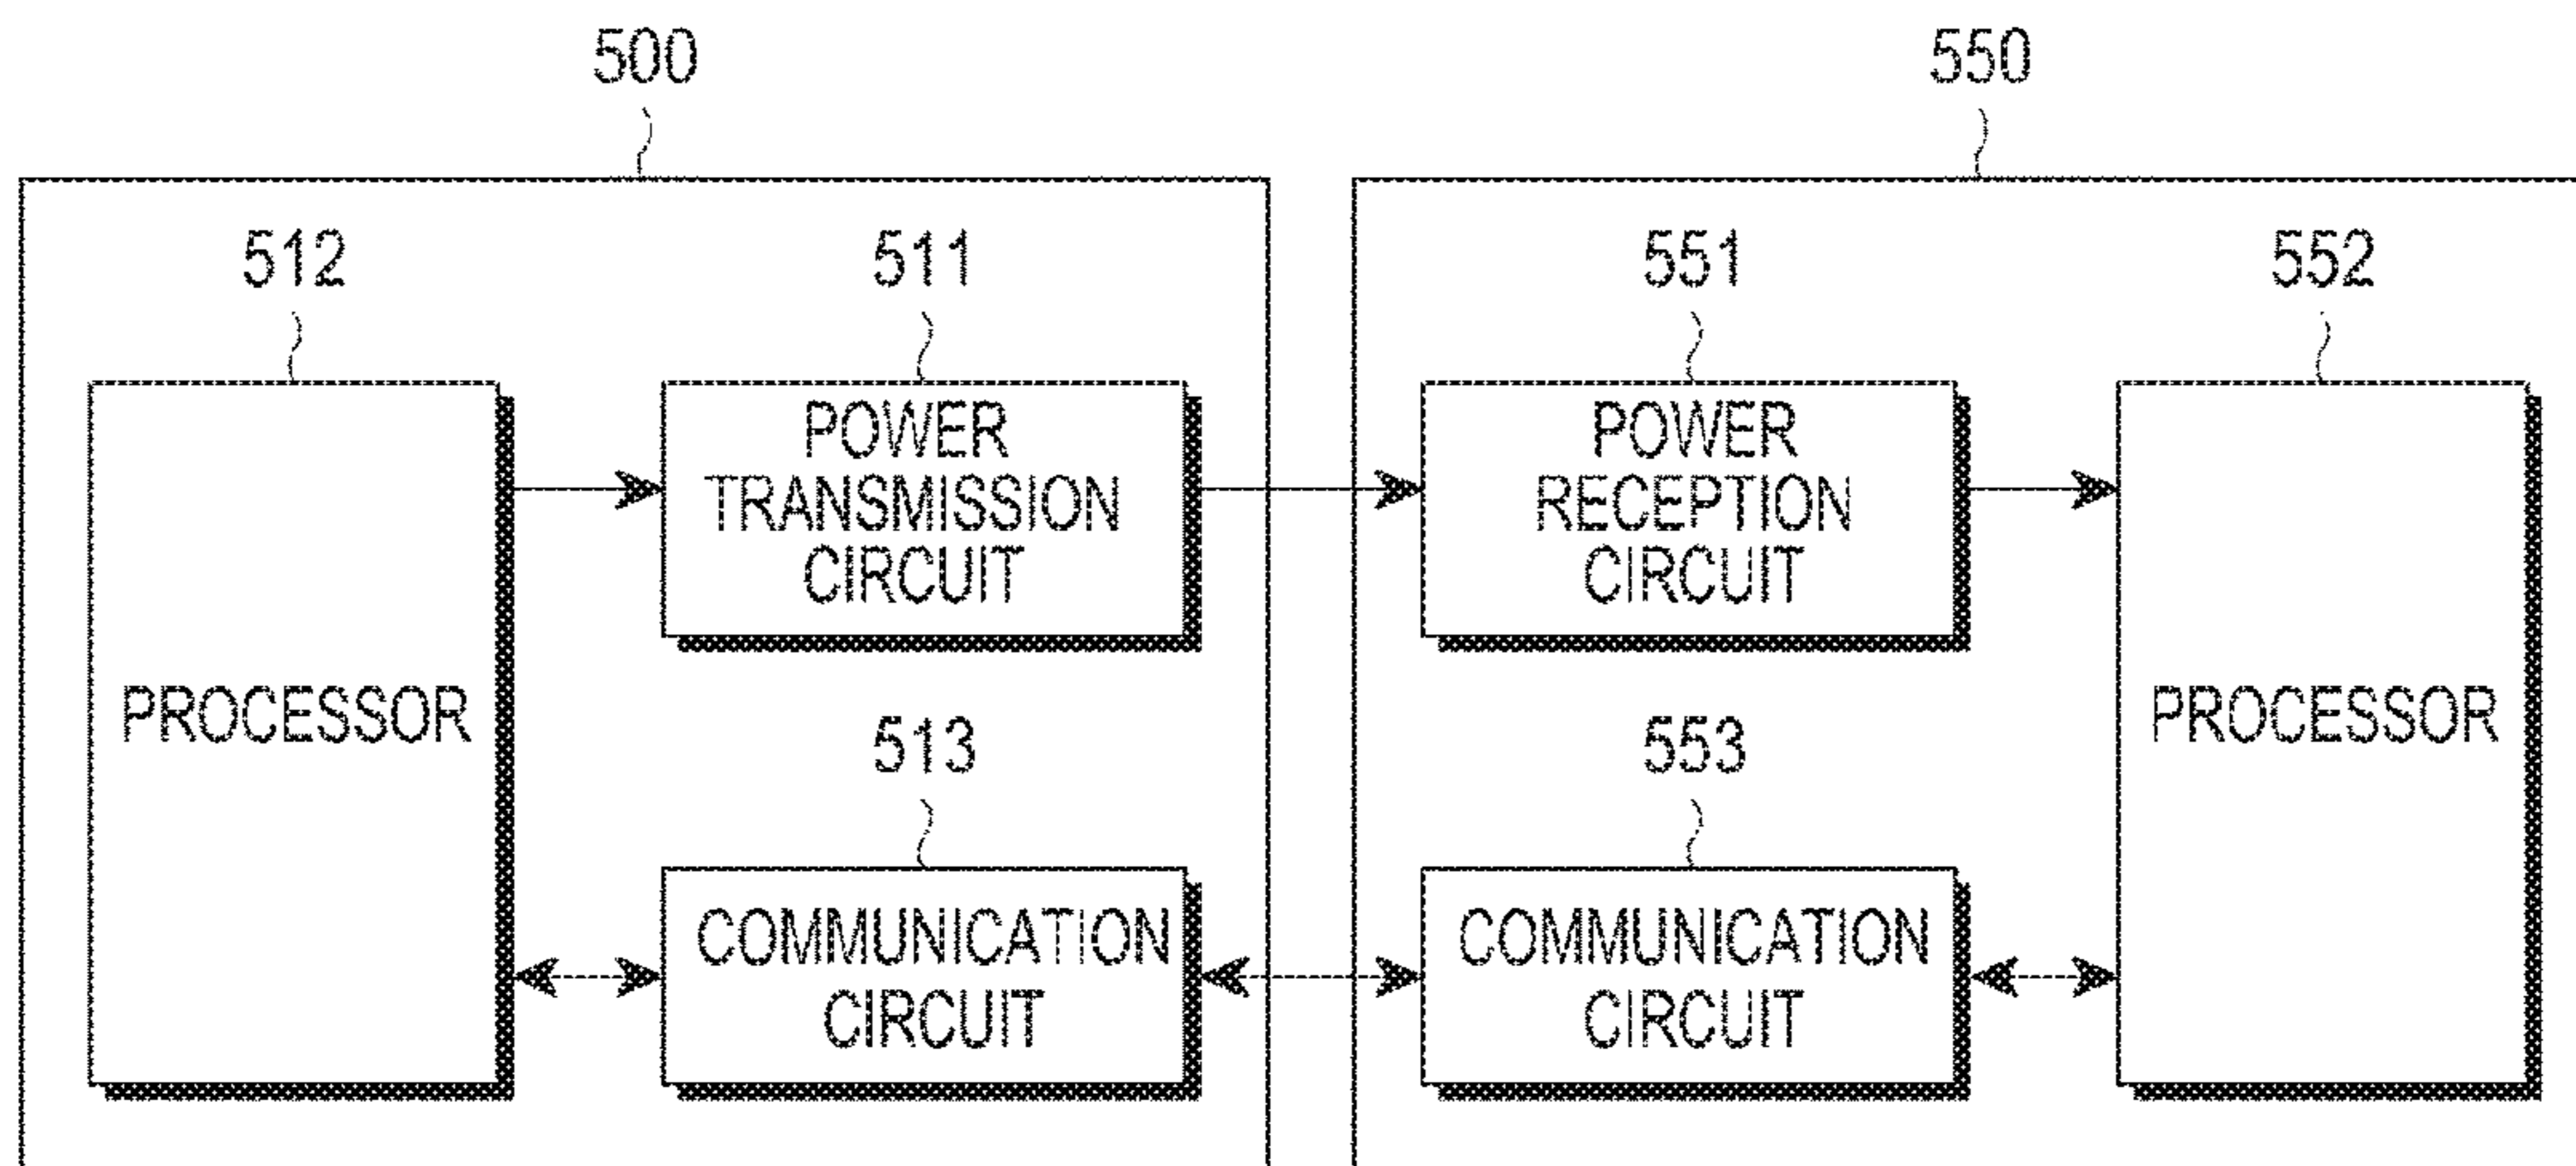 500
550
512
511
551
552
POWER
TRANSMISSION
CIRCUIT
POWER
RECEPTION
CIRCUIT
PROCESSOR
PROCESSOR
513
553
COMMUNICATION
CIRCUIT
COMMUNICATION
CIRCUIT